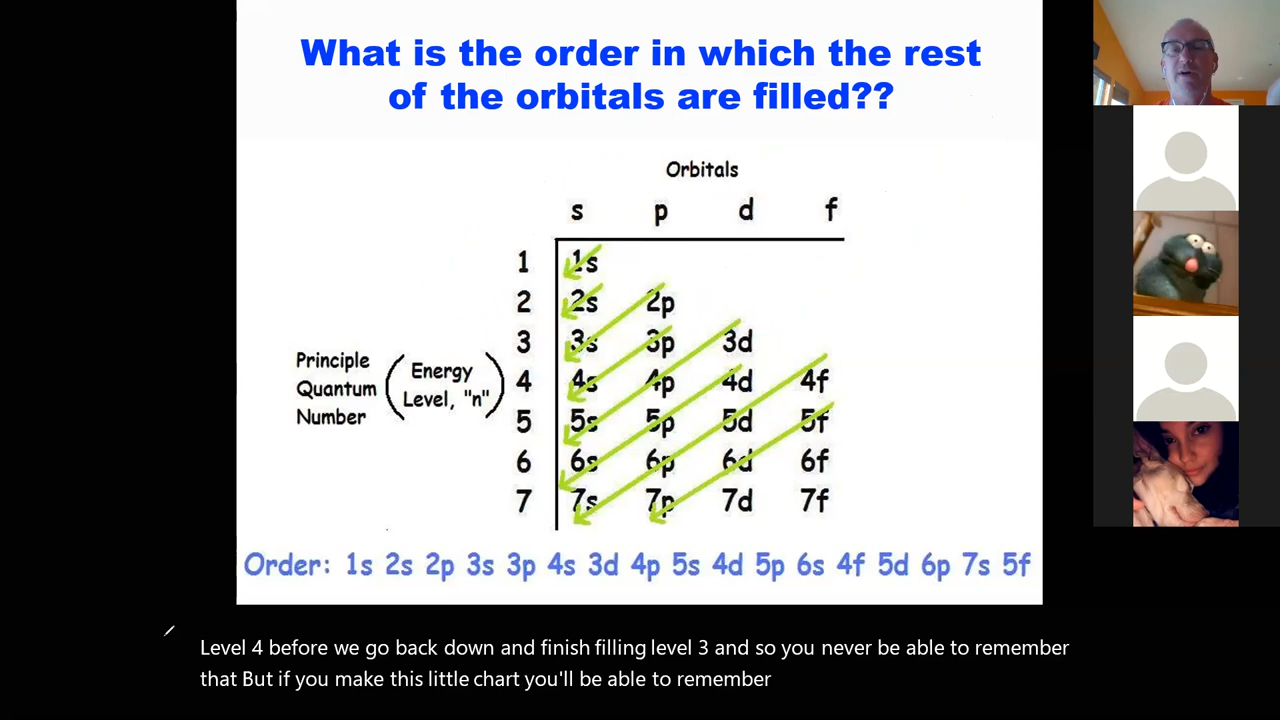 What is the order in which the rest
of the orbitals are filled??
Orbitals
s p d f
1 1s
2 2s 2p
3 3s 3p 3d
4 4s 4p 4d 4f
5 5s 5p 5d 5f
6 6s 6p 6d 6f
7 7s 7p 7d 7f
Principle
Quantum
Number
(Energy
Level, "n")
Order: 1s 2s 2p 3s 3p 4s 3d 4p 5s 4d 5p 6s 4f 5d 6p 7s 5f
Level 4 before we go back down and finish filling level 3 and so you never be able to remember
that But if you make this little chart you'll be able to remember